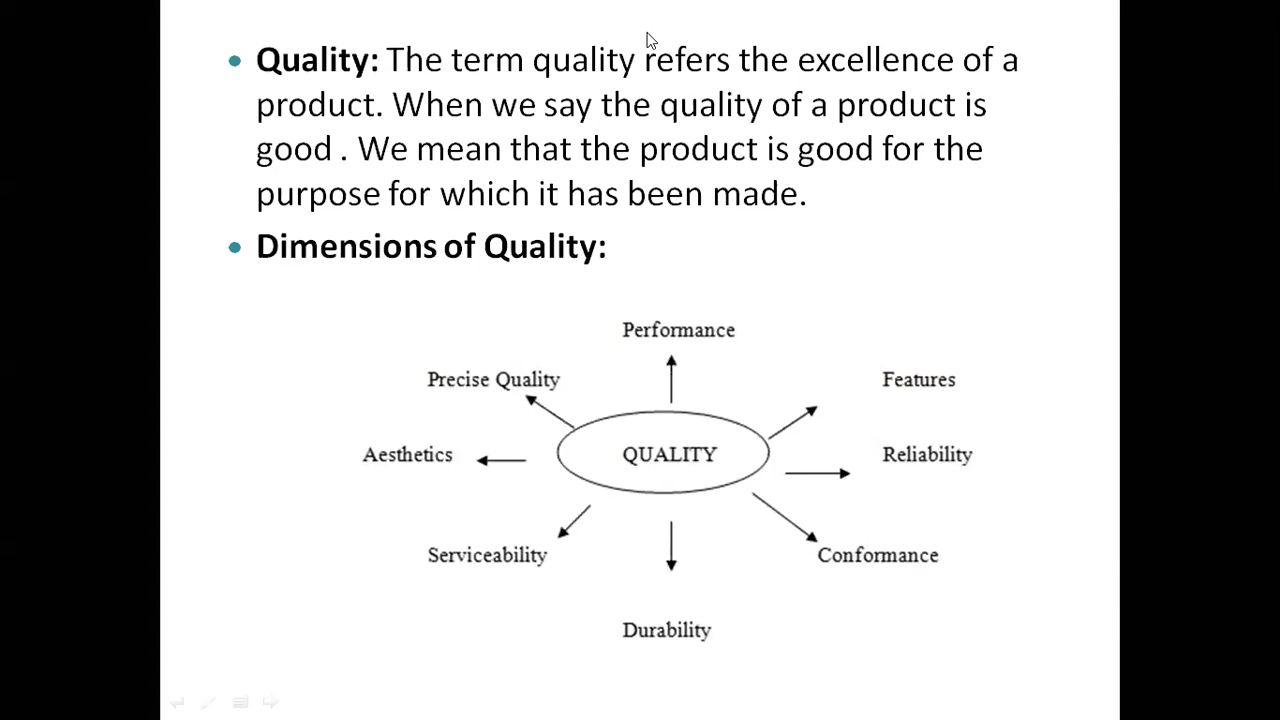 • Quality: The term quality refers the excellence of a
product. When we say the quality of a product is
good . We mean that the product is good for the
purpose for which it has been made.
• Dimensions of Quality:
Performance
Precise Quality
Features
Aesthetics
QUALITY
Reliability
Serviceability
Conformance
Durability